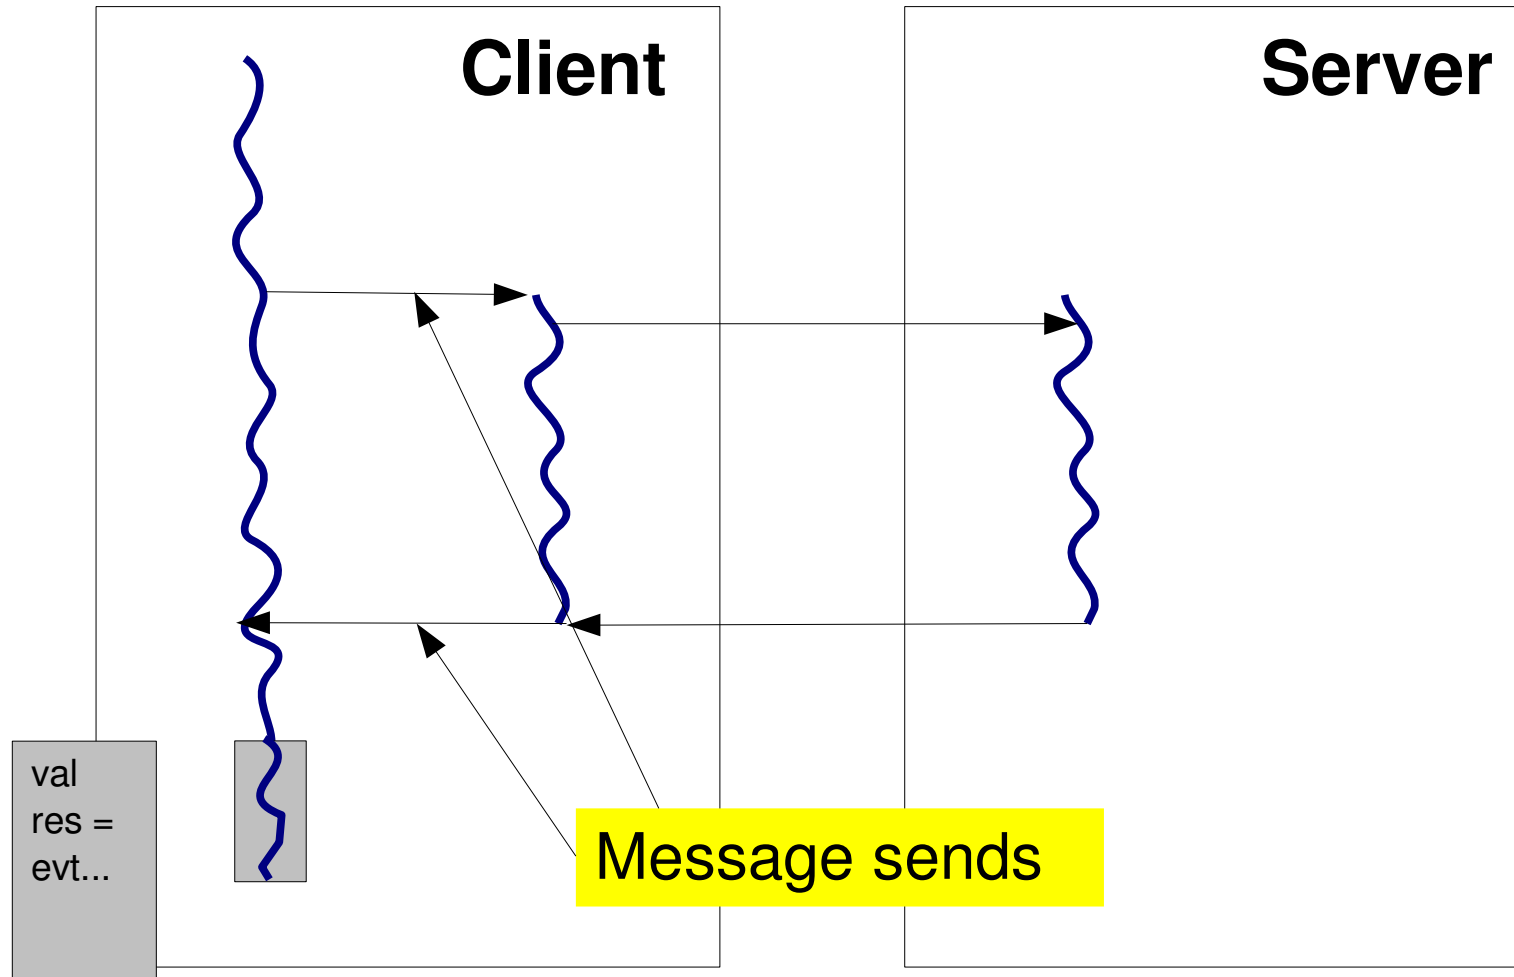 Client
Server
val
res =
evt...
Message sends